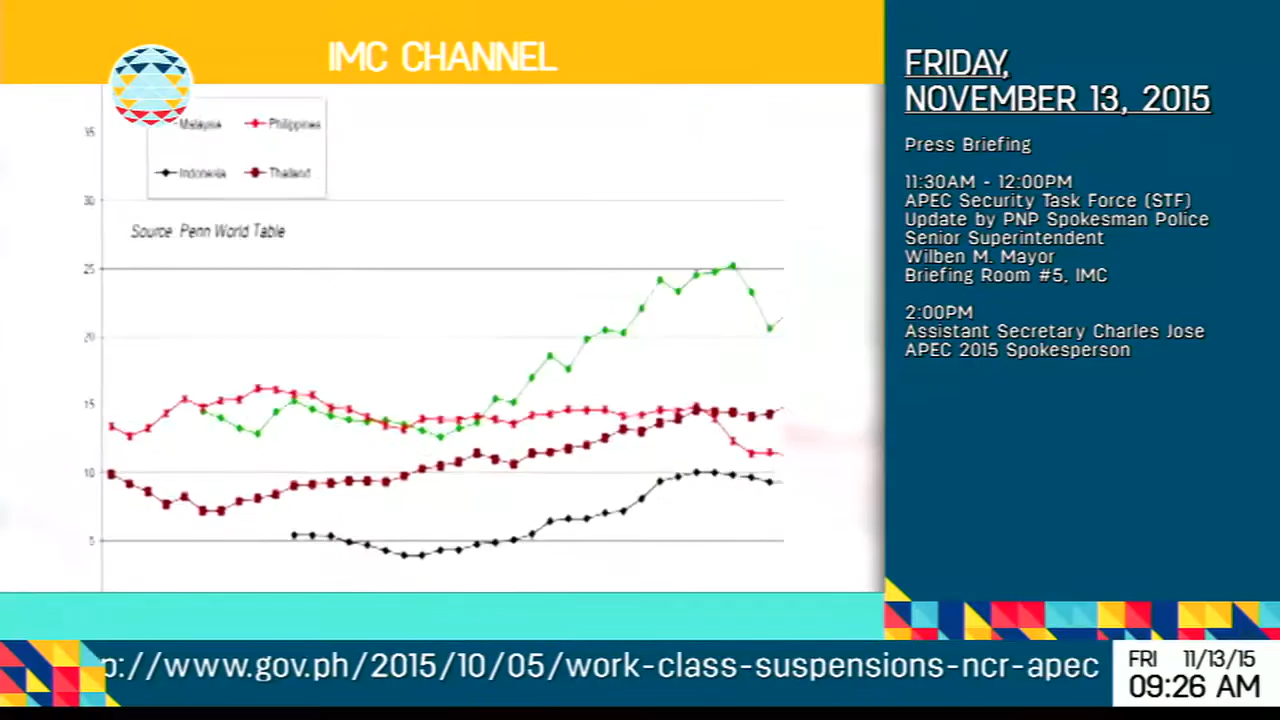 IMC CHANNEL
35
Malaysia Philippines
Indonesia Thailand
30
Source Penn World Table
25
20
15
10
5
FRIDAY,
NOVEMBER 13, 2015
Press Briefing
11:30AM - 12:00PM
APEC Security Task Force (STF)
Update by PNP Spokesman Police
Senior Superintendent
Wilben M. Mayor
Briefing Room #5, IMC
2:00PM
Assistant Secretary Charles Jose
APEC 2015 Spokesperson
p://www.gov.ph/2015/10/05/work-class-suspensions-ncr-apec
FRI 11/13/15
09:26 AM